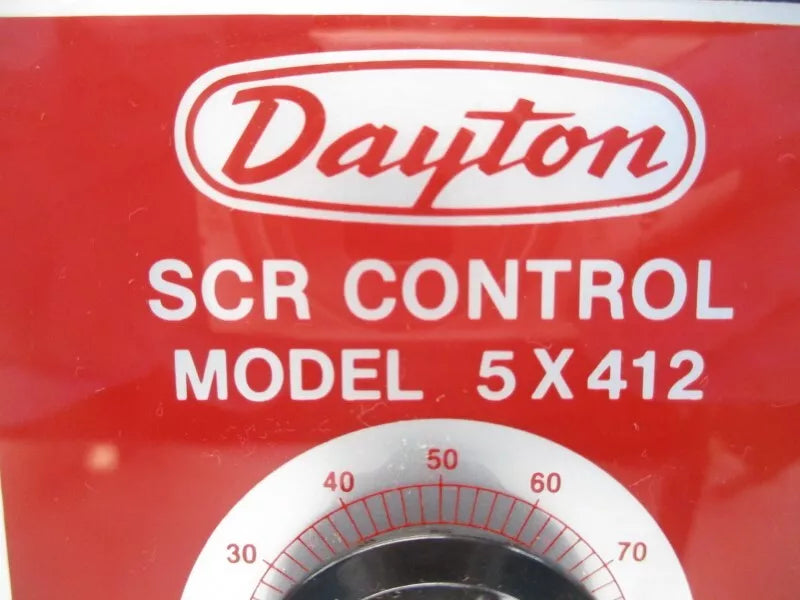 Dayton
SCR CONTROL
MODEL 5X412
30 40 50 60 70